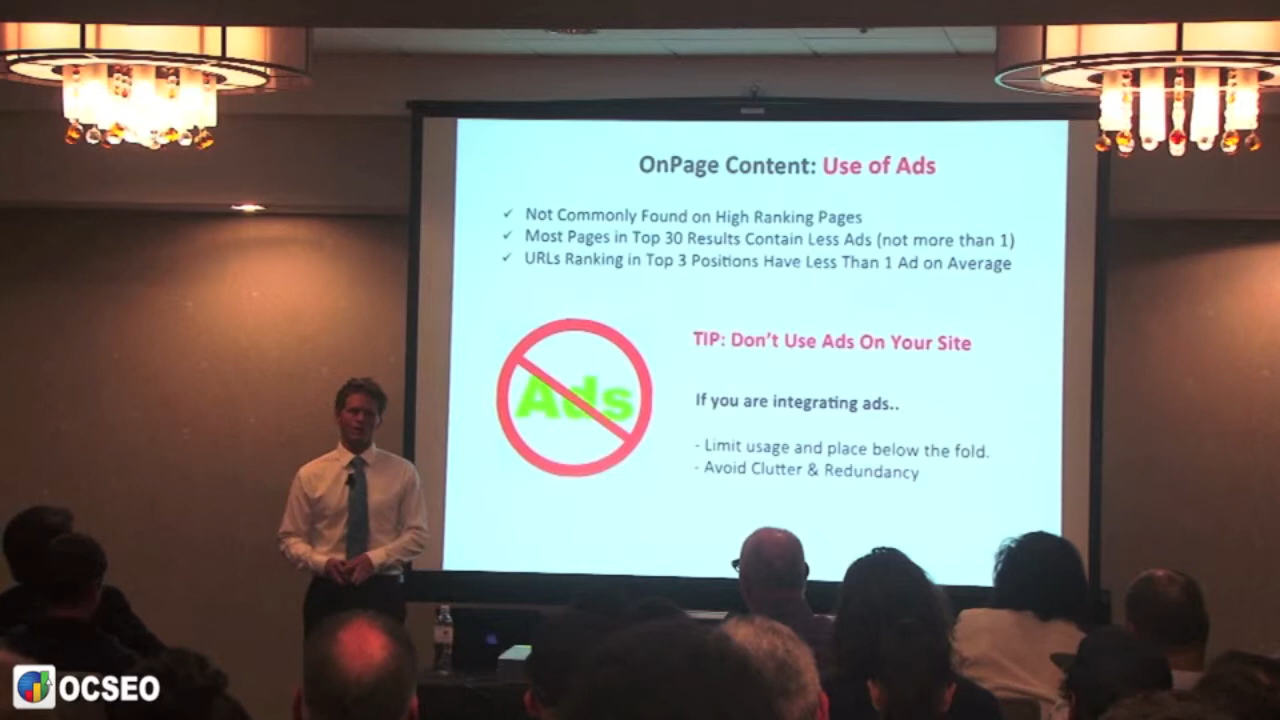 OnPage Content: Use of Ads
✓ Not Commonly Found on High Ranking Pages
✓ Most Pages in Top 30 Results Contain Less Ads (not more than 1)
✓ URLs Ranking in Top 3 Positions Have Less Than 1 Ad on Average
Ads
TIP: Don't Use Ads On Your Site
If you are integrating ads..
- Limit usage and place below the fold.
- Avoid Clutter & Redundancy
OCSEO